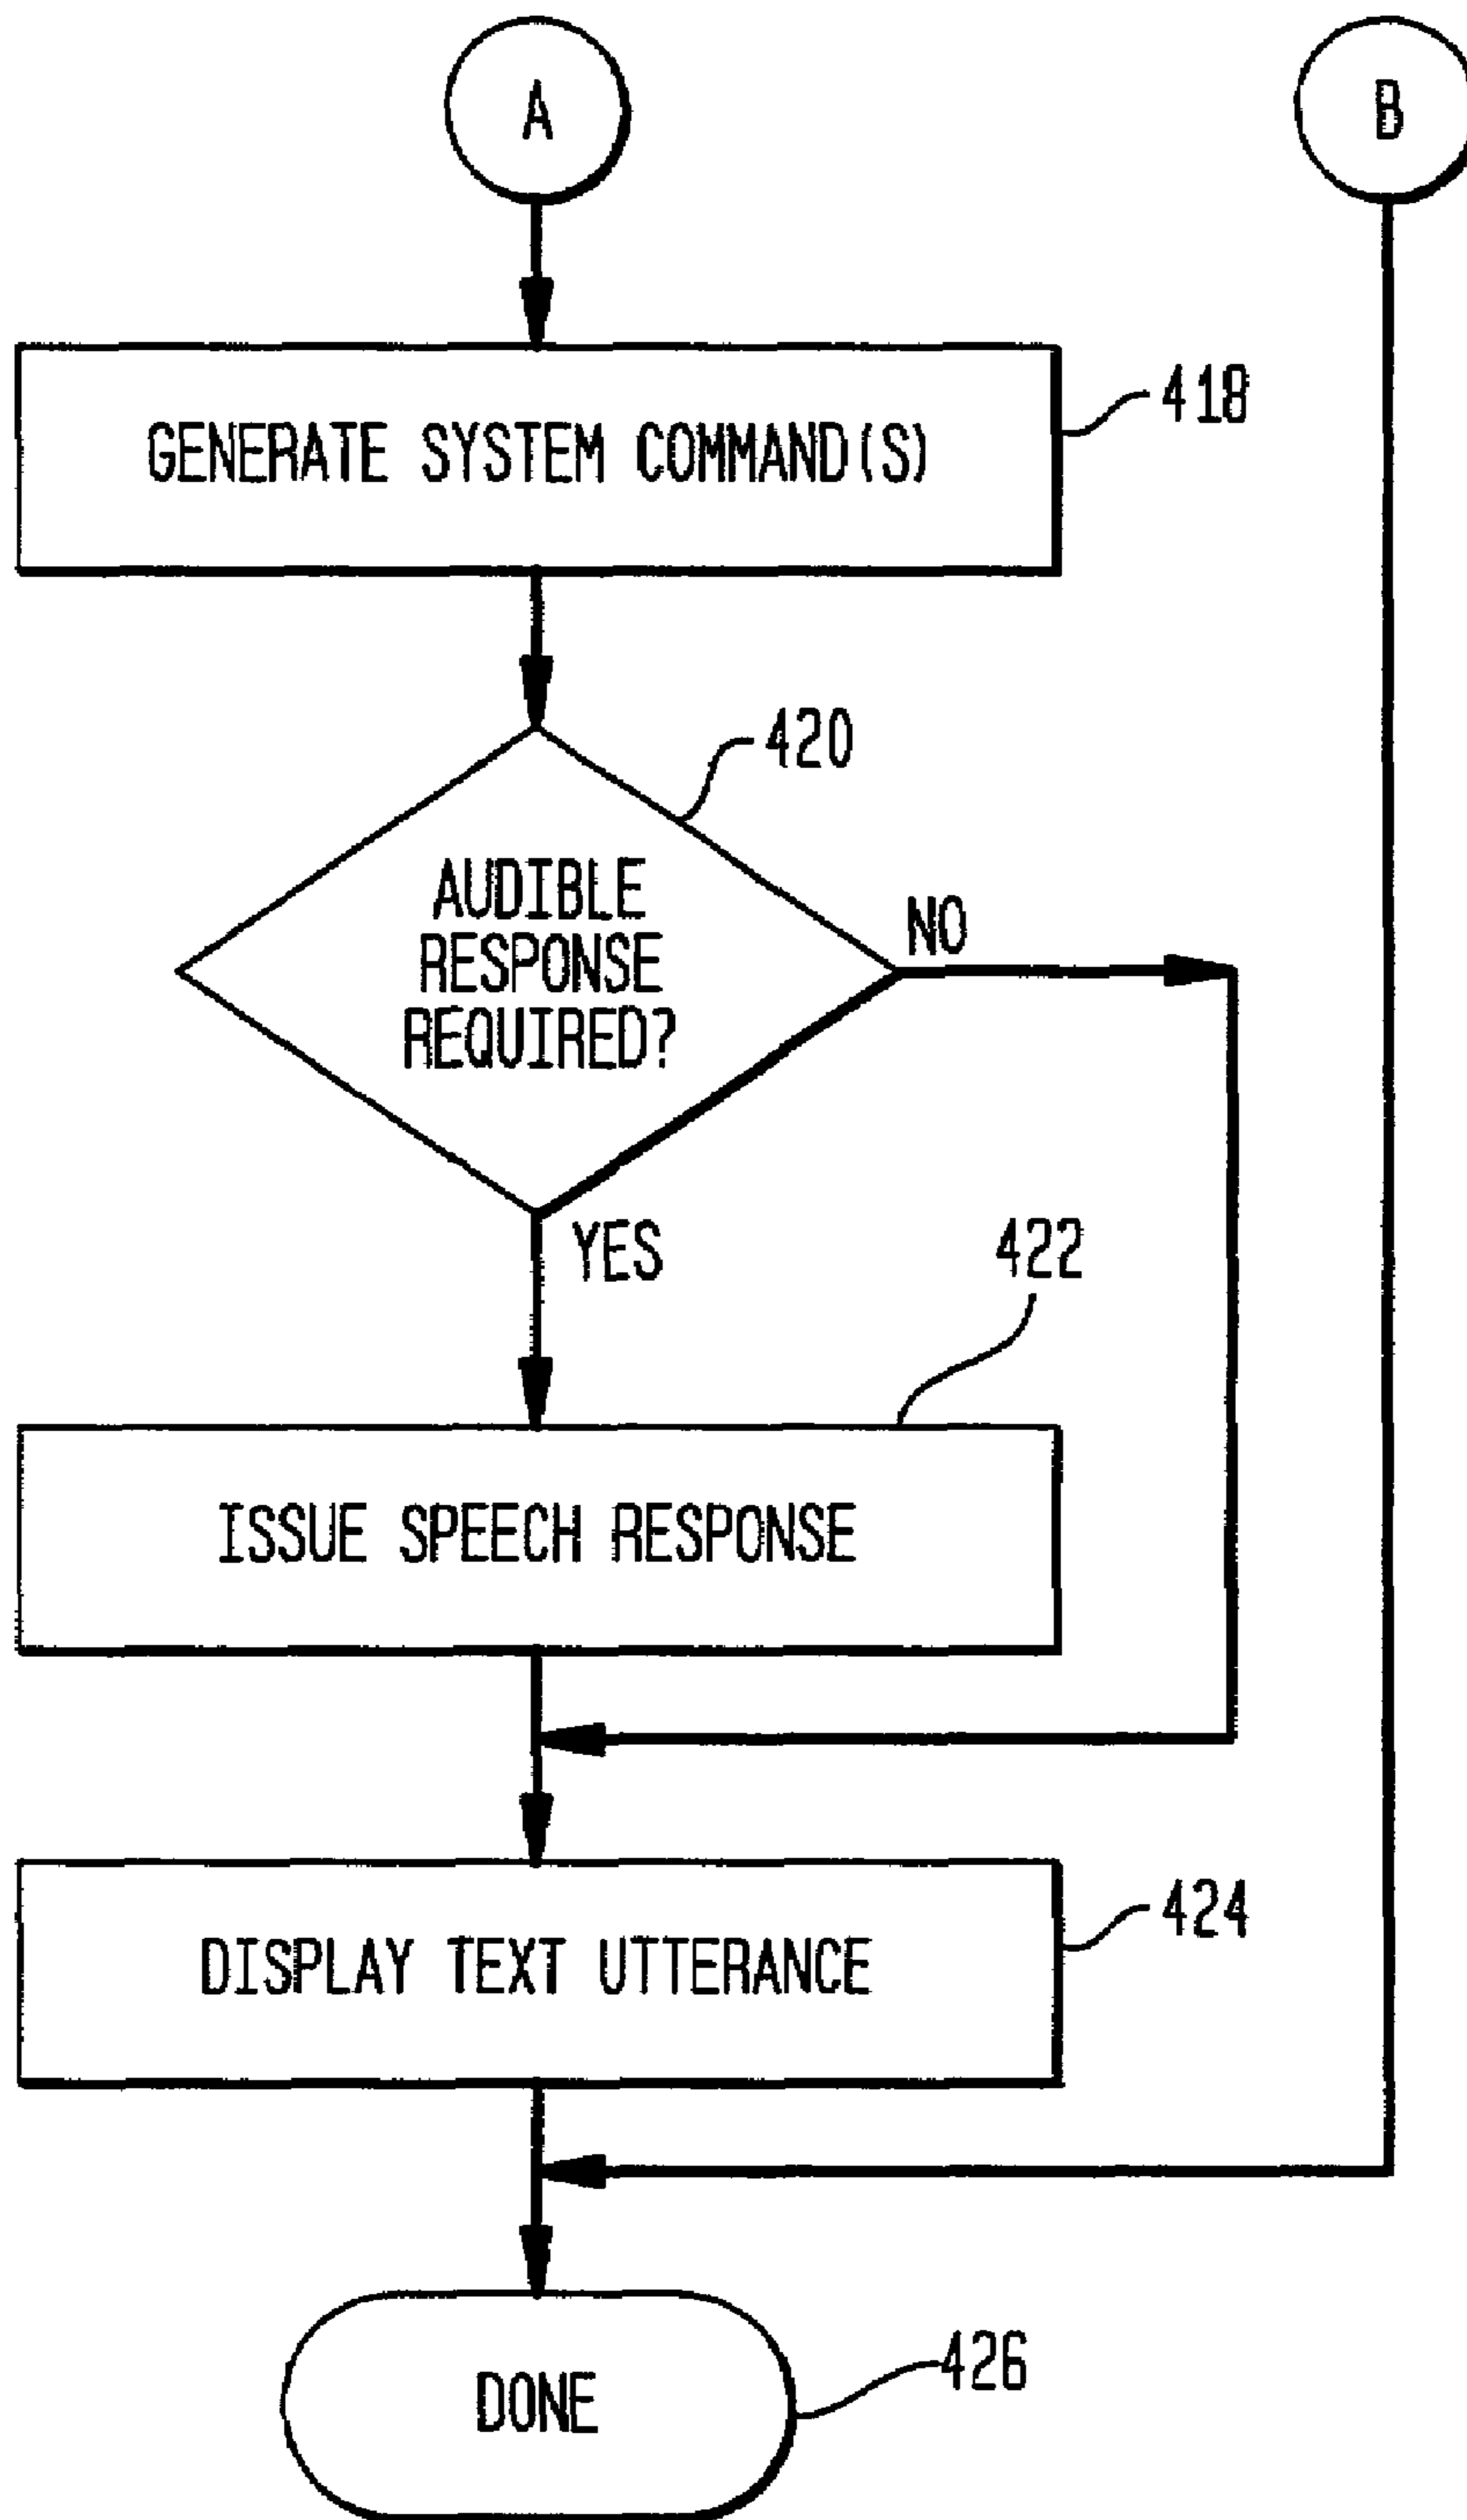 A
B
GENERATE SYSTEM COMMAND(S)
418
420
AUDIBLE
RESPONSE
REQUIRED?
NO
YES
422
ISSUE SPEECH RESPONSE
DISPLAY TEXT UTTERANCE
424
DONE
426